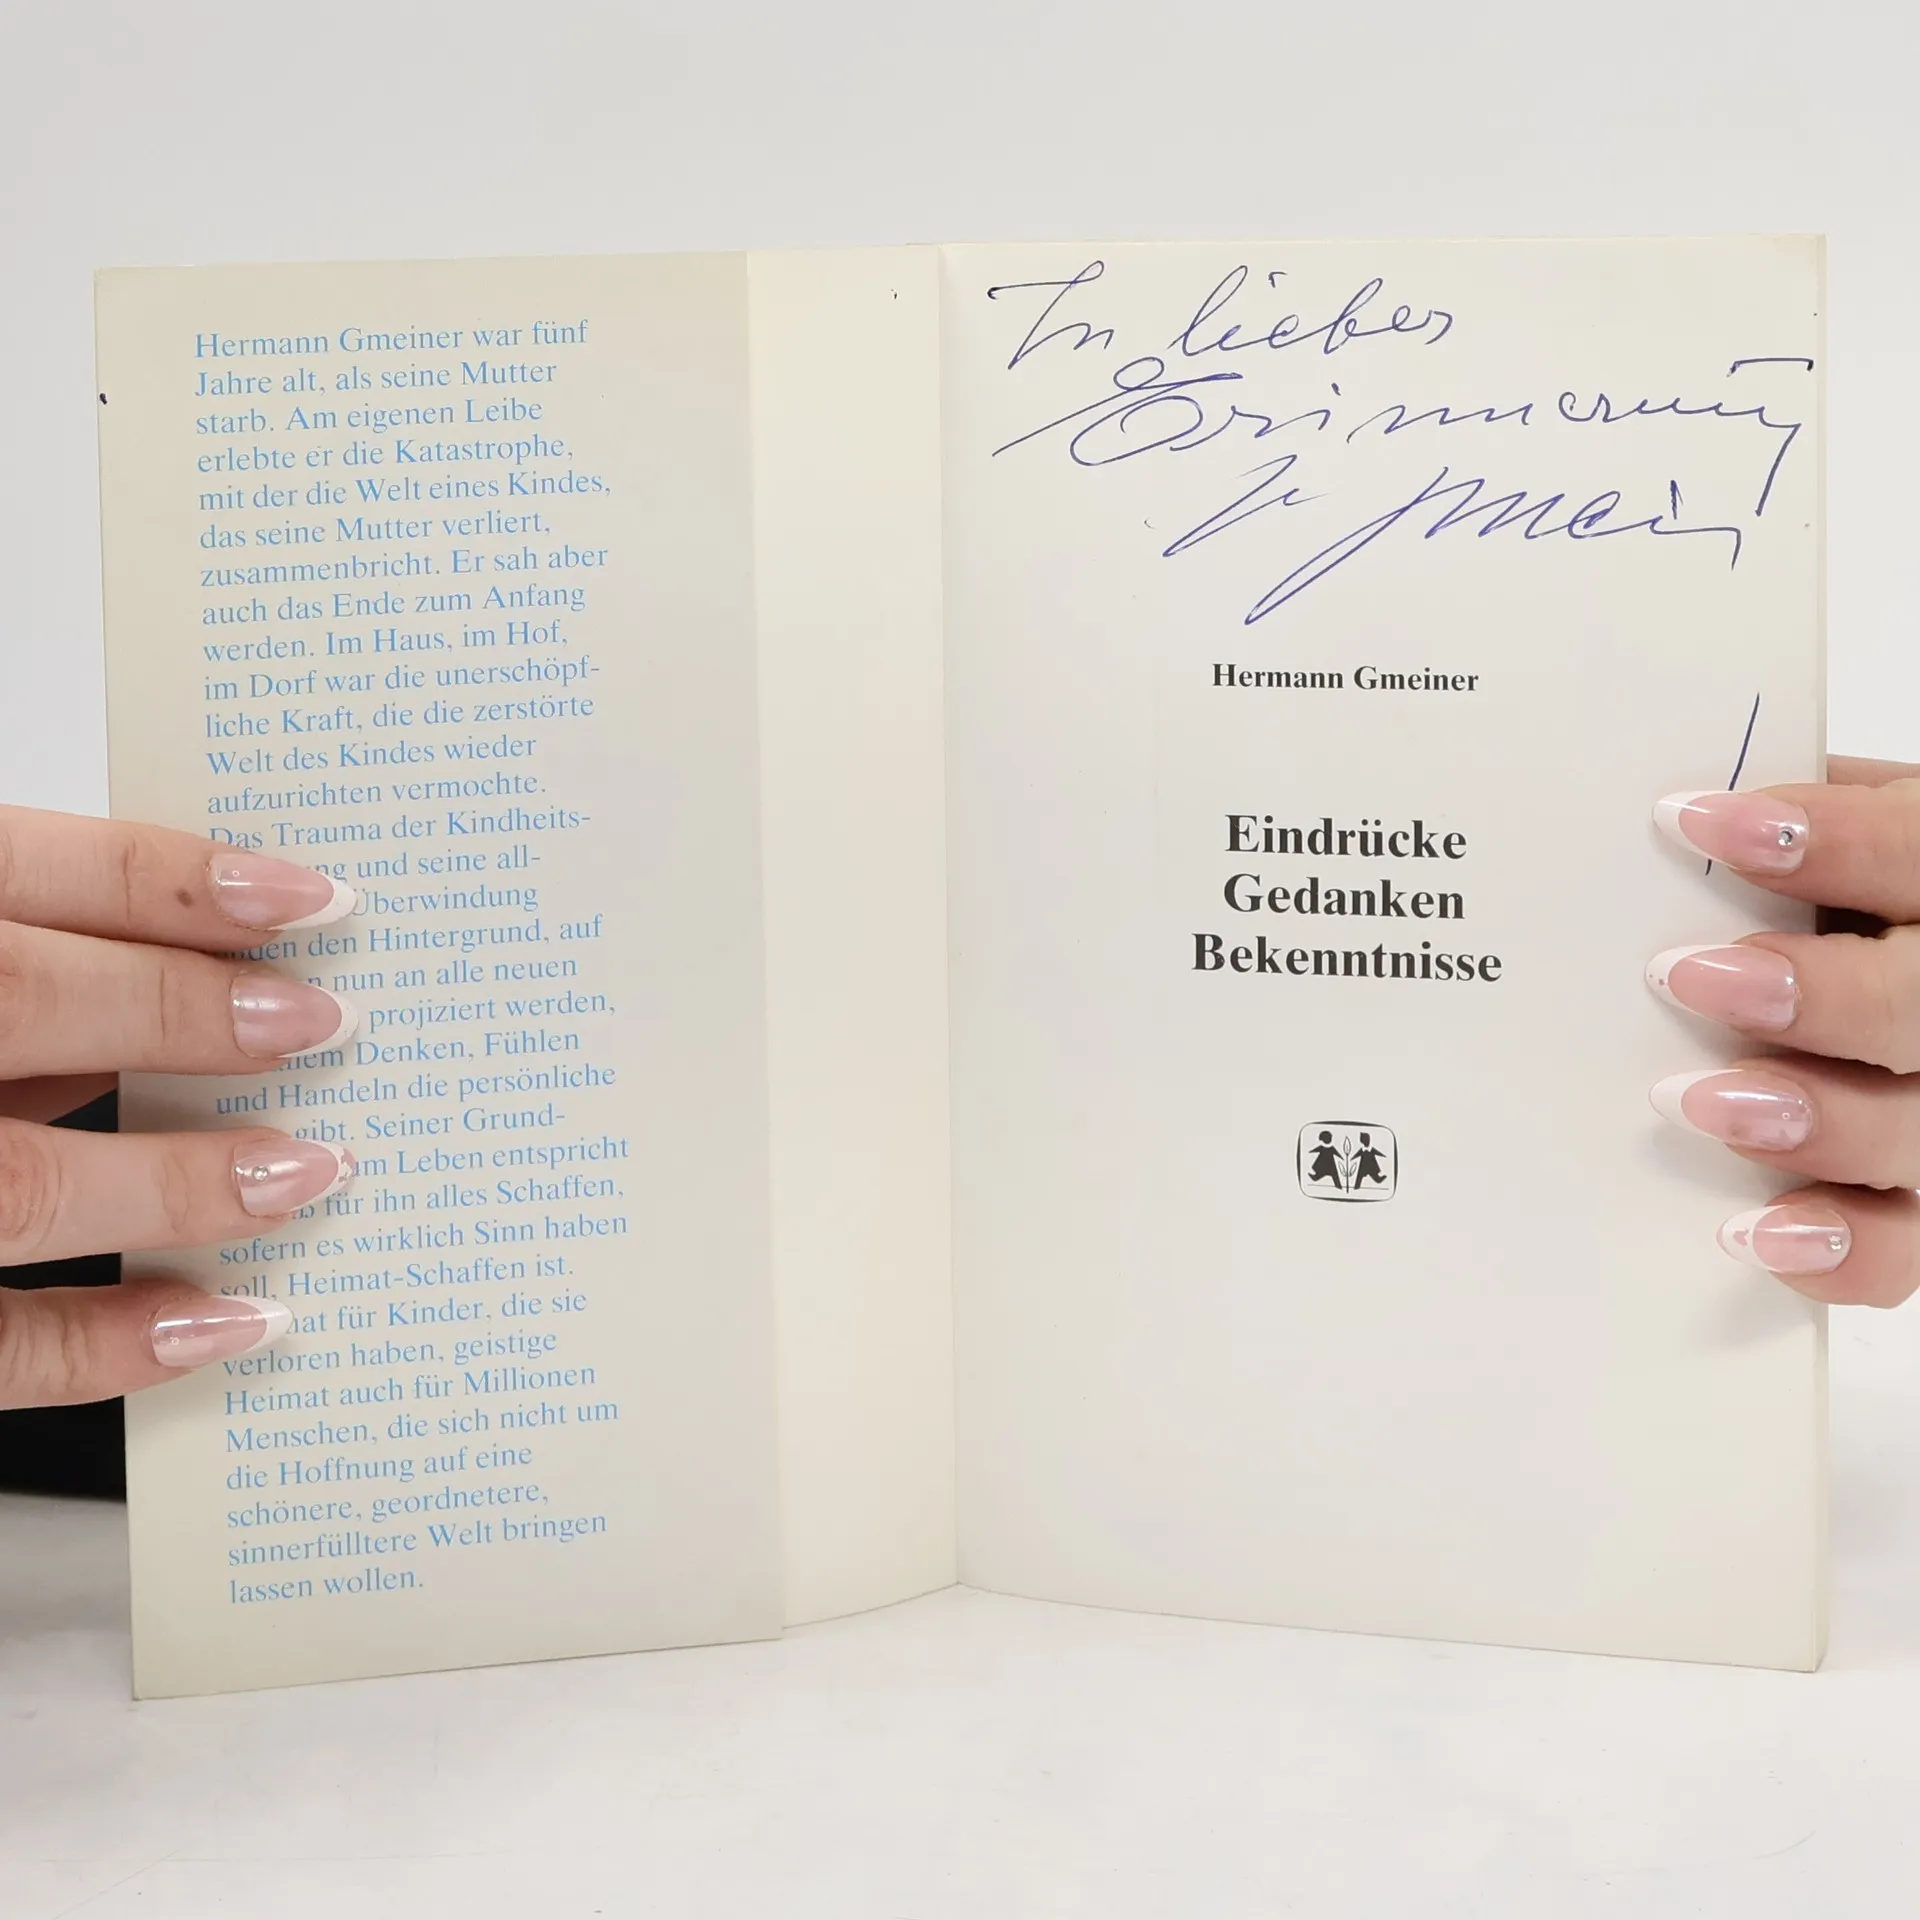 Hermann Gmeiner war fünf
Jahre alt, als seine Mutter
starb. Am eigenen Leibe
erlebte er die Katastrophe,
mit der die Welt eines Kindes,
das seine Mutter verliert,
zusammenbricht. Er sah aber
auch das Ende zum Anfang
werden. Im Haus, im Hof,
im Dorf war die unerschöpf-
liche Kraft, die die zerstörte
Welt des Kindes wieder
aufzurichten vermochte.
Das Trauma der Kindheits-
und seine all-
Überwindung
den Hintergrund, auf
nun an alle neuen
projiziert werden,
Denken, Fühlen
und Handeln die persönliche
gibt. Seiner Grund-
Leben entspricht
für ihn alles Schaffen,
sofern es wirklich Sinn haben
soll, Heimat-Schaffen ist.
für Kinder, die sie
verloren haben, geistige
Heimat auch für Millionen
Menschen, die sich nicht um
die Hoffnung auf eine
schönere, geordnetere,
sinnerfülltere Welt bringen
lassen wollen.
In lieber
Erinnerung
Gmein
Hermann Gmeiner
Eindrücke
Gedanken
Bekenntnisse